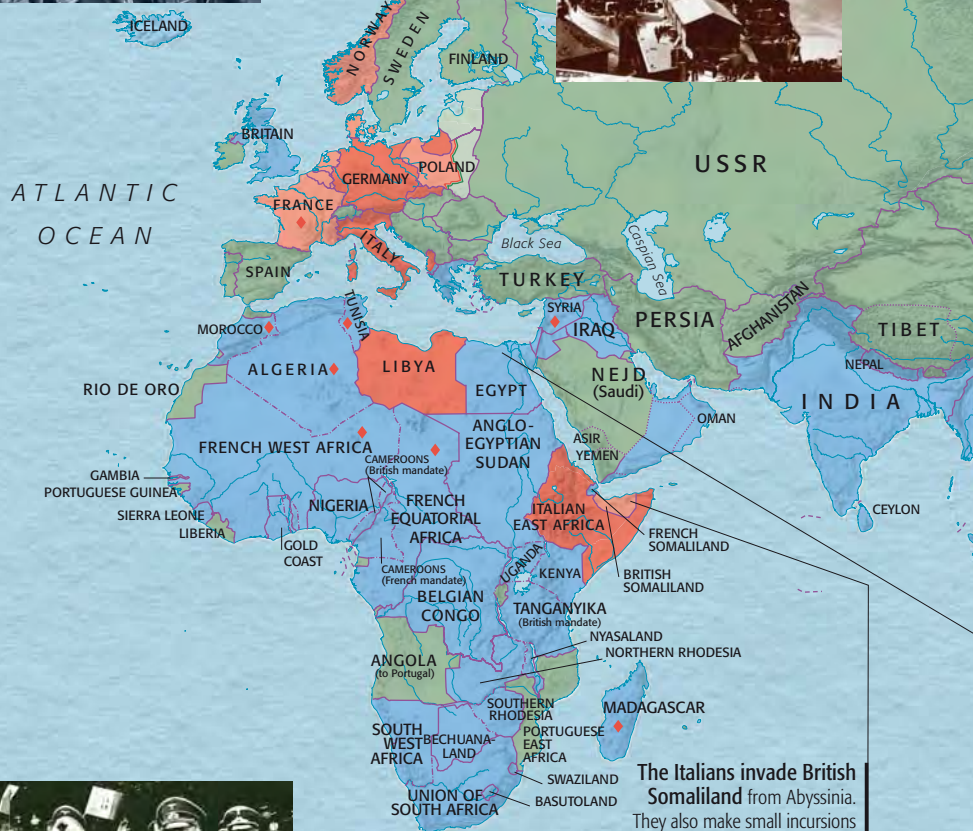 ICELAND
NORWAY
SWEDEN
FINLAND
BRITAIN
USSR
POLAND
GERMANY
ATLANTIC
OCEAN
FRANCE
ITALY
Black Sea
Caspian Sea
SPAIN
TURKEY
TUNISIA
SYRIA
MOROCCO
IRAQ
PERSIA
AFGHANISTAN
TIBET
ALGERIA
LIBYA
NEPAL
RIO DE ORO
EGYPT
NEJD
(Saudi)
INDIA
OMAN
ANGLO-
EGYPTIAN
SUDAN
ASIR
YEMEN
FRENCH WEST AFRICA
CAMEROONS
(British mandate)
GAMBIA
PORTUGUESE GUINEA
NIGERIA
FRENCH
EQUATORIAL
AFRICA
ITALIAN
EAST AFRICA
CEYLON
SIERRA LEONE
LIBERIA
GOLD
COAST
FRENCH
SOMALILAND
CAMEROONS
(French mandate)
UGANDA
KENYA
BRITISH
SOMALILAND
BELGIAN
CONGO
TANGANYIKA
(British mandate)
NYASALAND
NORTHERN RHODESIA
ANGOLA
(to Portugal)
SOUTHERN
RHODESIA
MADAGASCAR
SOUTH
WEST
AFRICA
BECHUANA-
LAND
PORTUGUESE
EAST
AFRICA
SWAZILAND
BASUTOLAND
UNION OF
SOUTH AFRICA
The Italians invade British
Somaliland from Abyssinia.
They also make small incursions